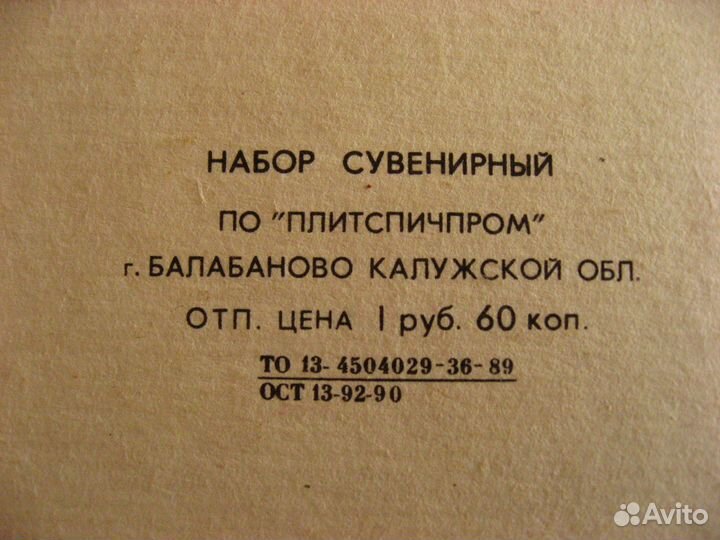 НАБОР СУВЕНИРНЫЙ
ПО "ПЛИТСПИЧПРОМ"
г. БАЛАБАНОВО КАЛУЖСКОЙ ОБЛ.
ОТП. ЦЕНА 1 руб. 60 коп.
ТО 13- 4504029-36-89
ОСТ 13-92-90
Avito